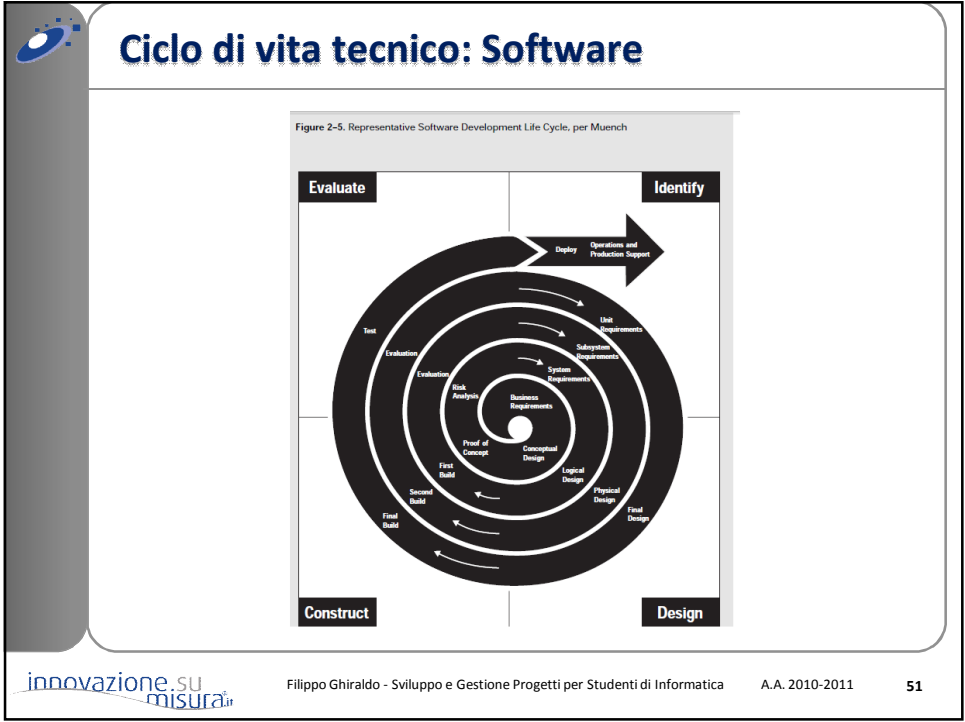 Ciclo di vita tecnico: Software
Figure 2–5. Representative Software Development Life Cycle, per Muench
Evaluate
Identify
Deploy
Operations and
Production Support
Unit
Requirements
Test
Subsystem
Requirements
Evaluation
System
Requirements
Evaluation
Risk
Analysis
Business
Requirements
Proof of
Concept
Conceptual
Design
First
Build
Logical
Design
Second
Build
Physical
Design
Final
Build
Final
Design
Construct
Design
innovazione.su
misura.it
Filippo Ghiraldo - Sviluppo e Gestione Progetti per Studenti di Informatica A.A. 2010-2011 51